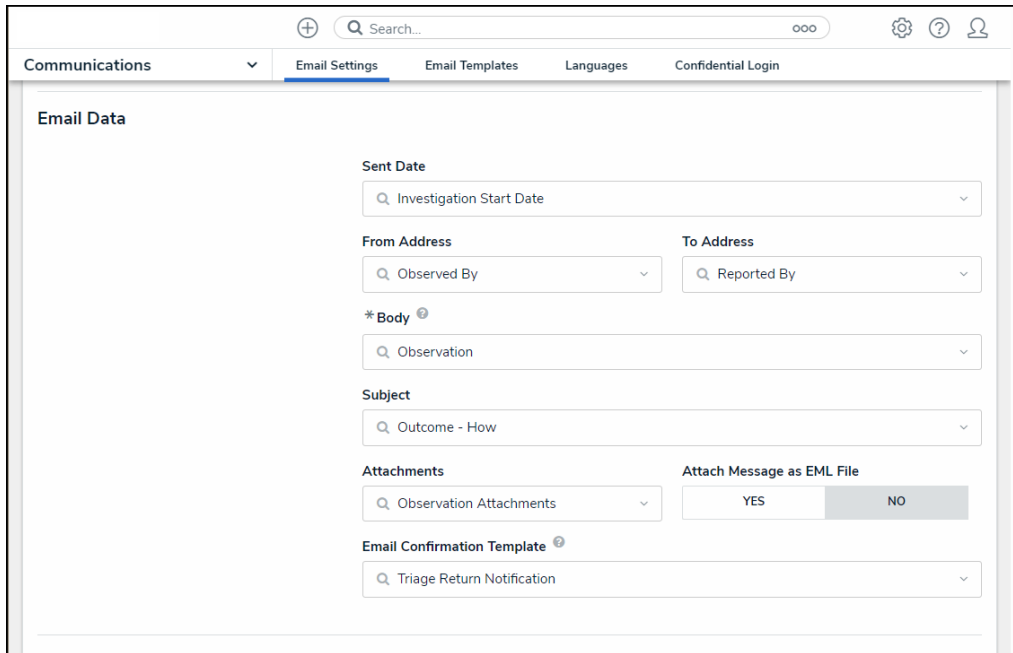 Search...
Communications
Email Settings
Email Templates
Languages
Confidential Login
Email Data
Sent Date
Investigation Start Date
From Address
To Address
Observed By
Reported By
*Body ?
Observation
Subject
Outcome - How
Attachments
Attach Message as EML File
Observation Attachments
YES
NO
Email Confirmation Template ?
Triage Return Notification